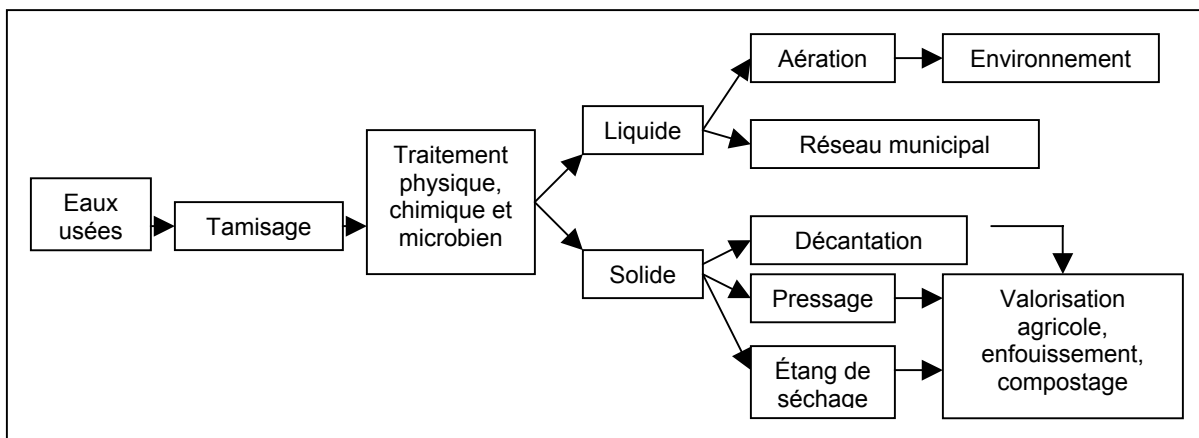 Eaux
usées
Tamisage
Traitement
physique,
chimique et
microbien
Liquide
Solide
Aération
Environnement
Réseau municipal
Décantation
Pressage
Étang de
séchage
Valorisation
agricole,
enfouissement,
compostage